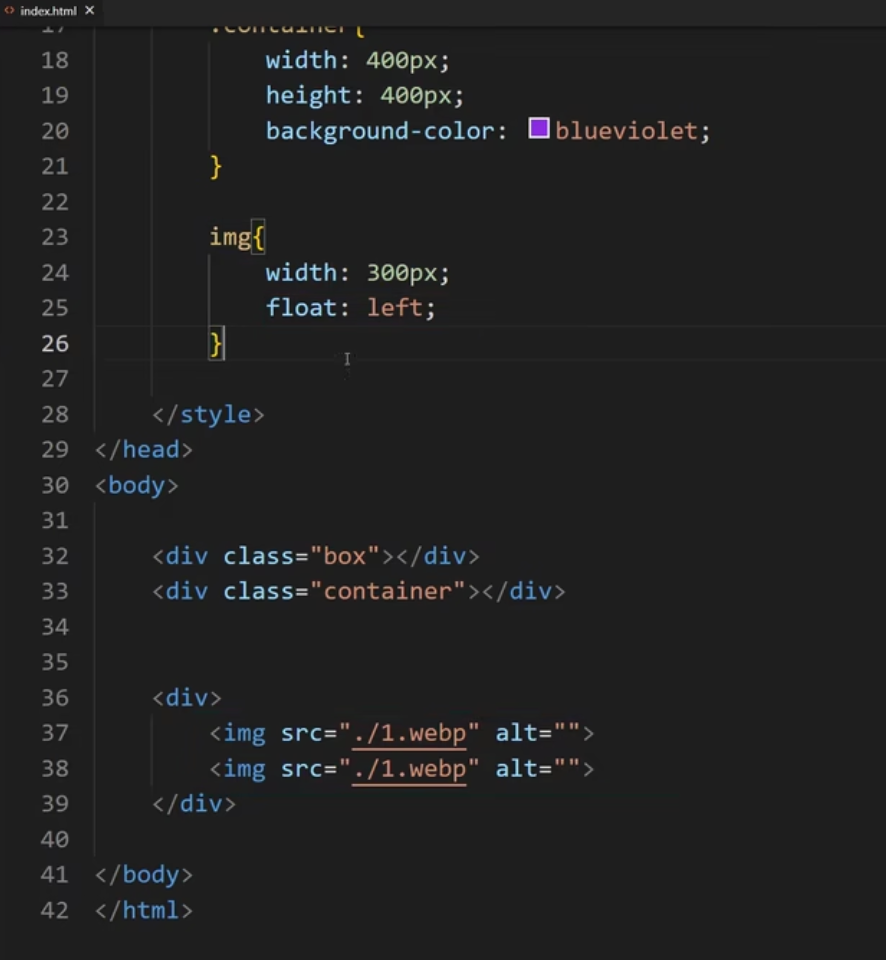 index.html
17 .container{
18 width: 400px;
19 height: 400px;
20 background-color: blueviolet;
21 }
22
23 img{
24 width: 300px;
25 float: left;
26 }
27
28 </style>
29 </head>
30 <body>
31
32 <div class="box"></div>
33 <div class="container"></div>
34
35
36 <div>
37 <img src="./1.webp" alt="">
38 <img src="./1.webp" alt="">
39 </div>
40
41 </body>
42 </html>